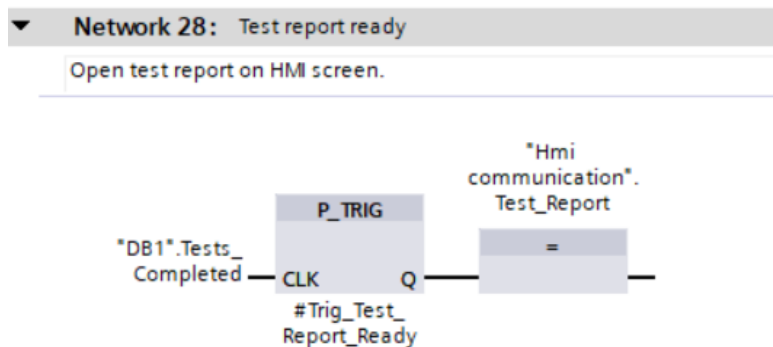 Network 28: Test report ready
Open test report on HMI screen.
"Hmi
communication".
Test_Report
P_TRIG
=
"DB1".Tests_
Completed
CLK Q
#Trig_Test_
Report_Ready